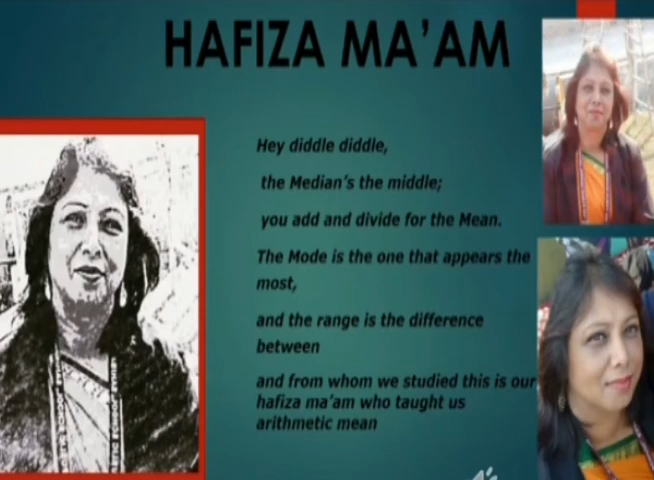 HAFIZA MA'AM
Hey diddle diddle,
the Median's the middle;
you add and divide for the Mean.
The Mode is the one that appears the
most,
and the range is the difference
between
and from whom we studied this is our
hafiza ma'am who taught us
arithmetic mean